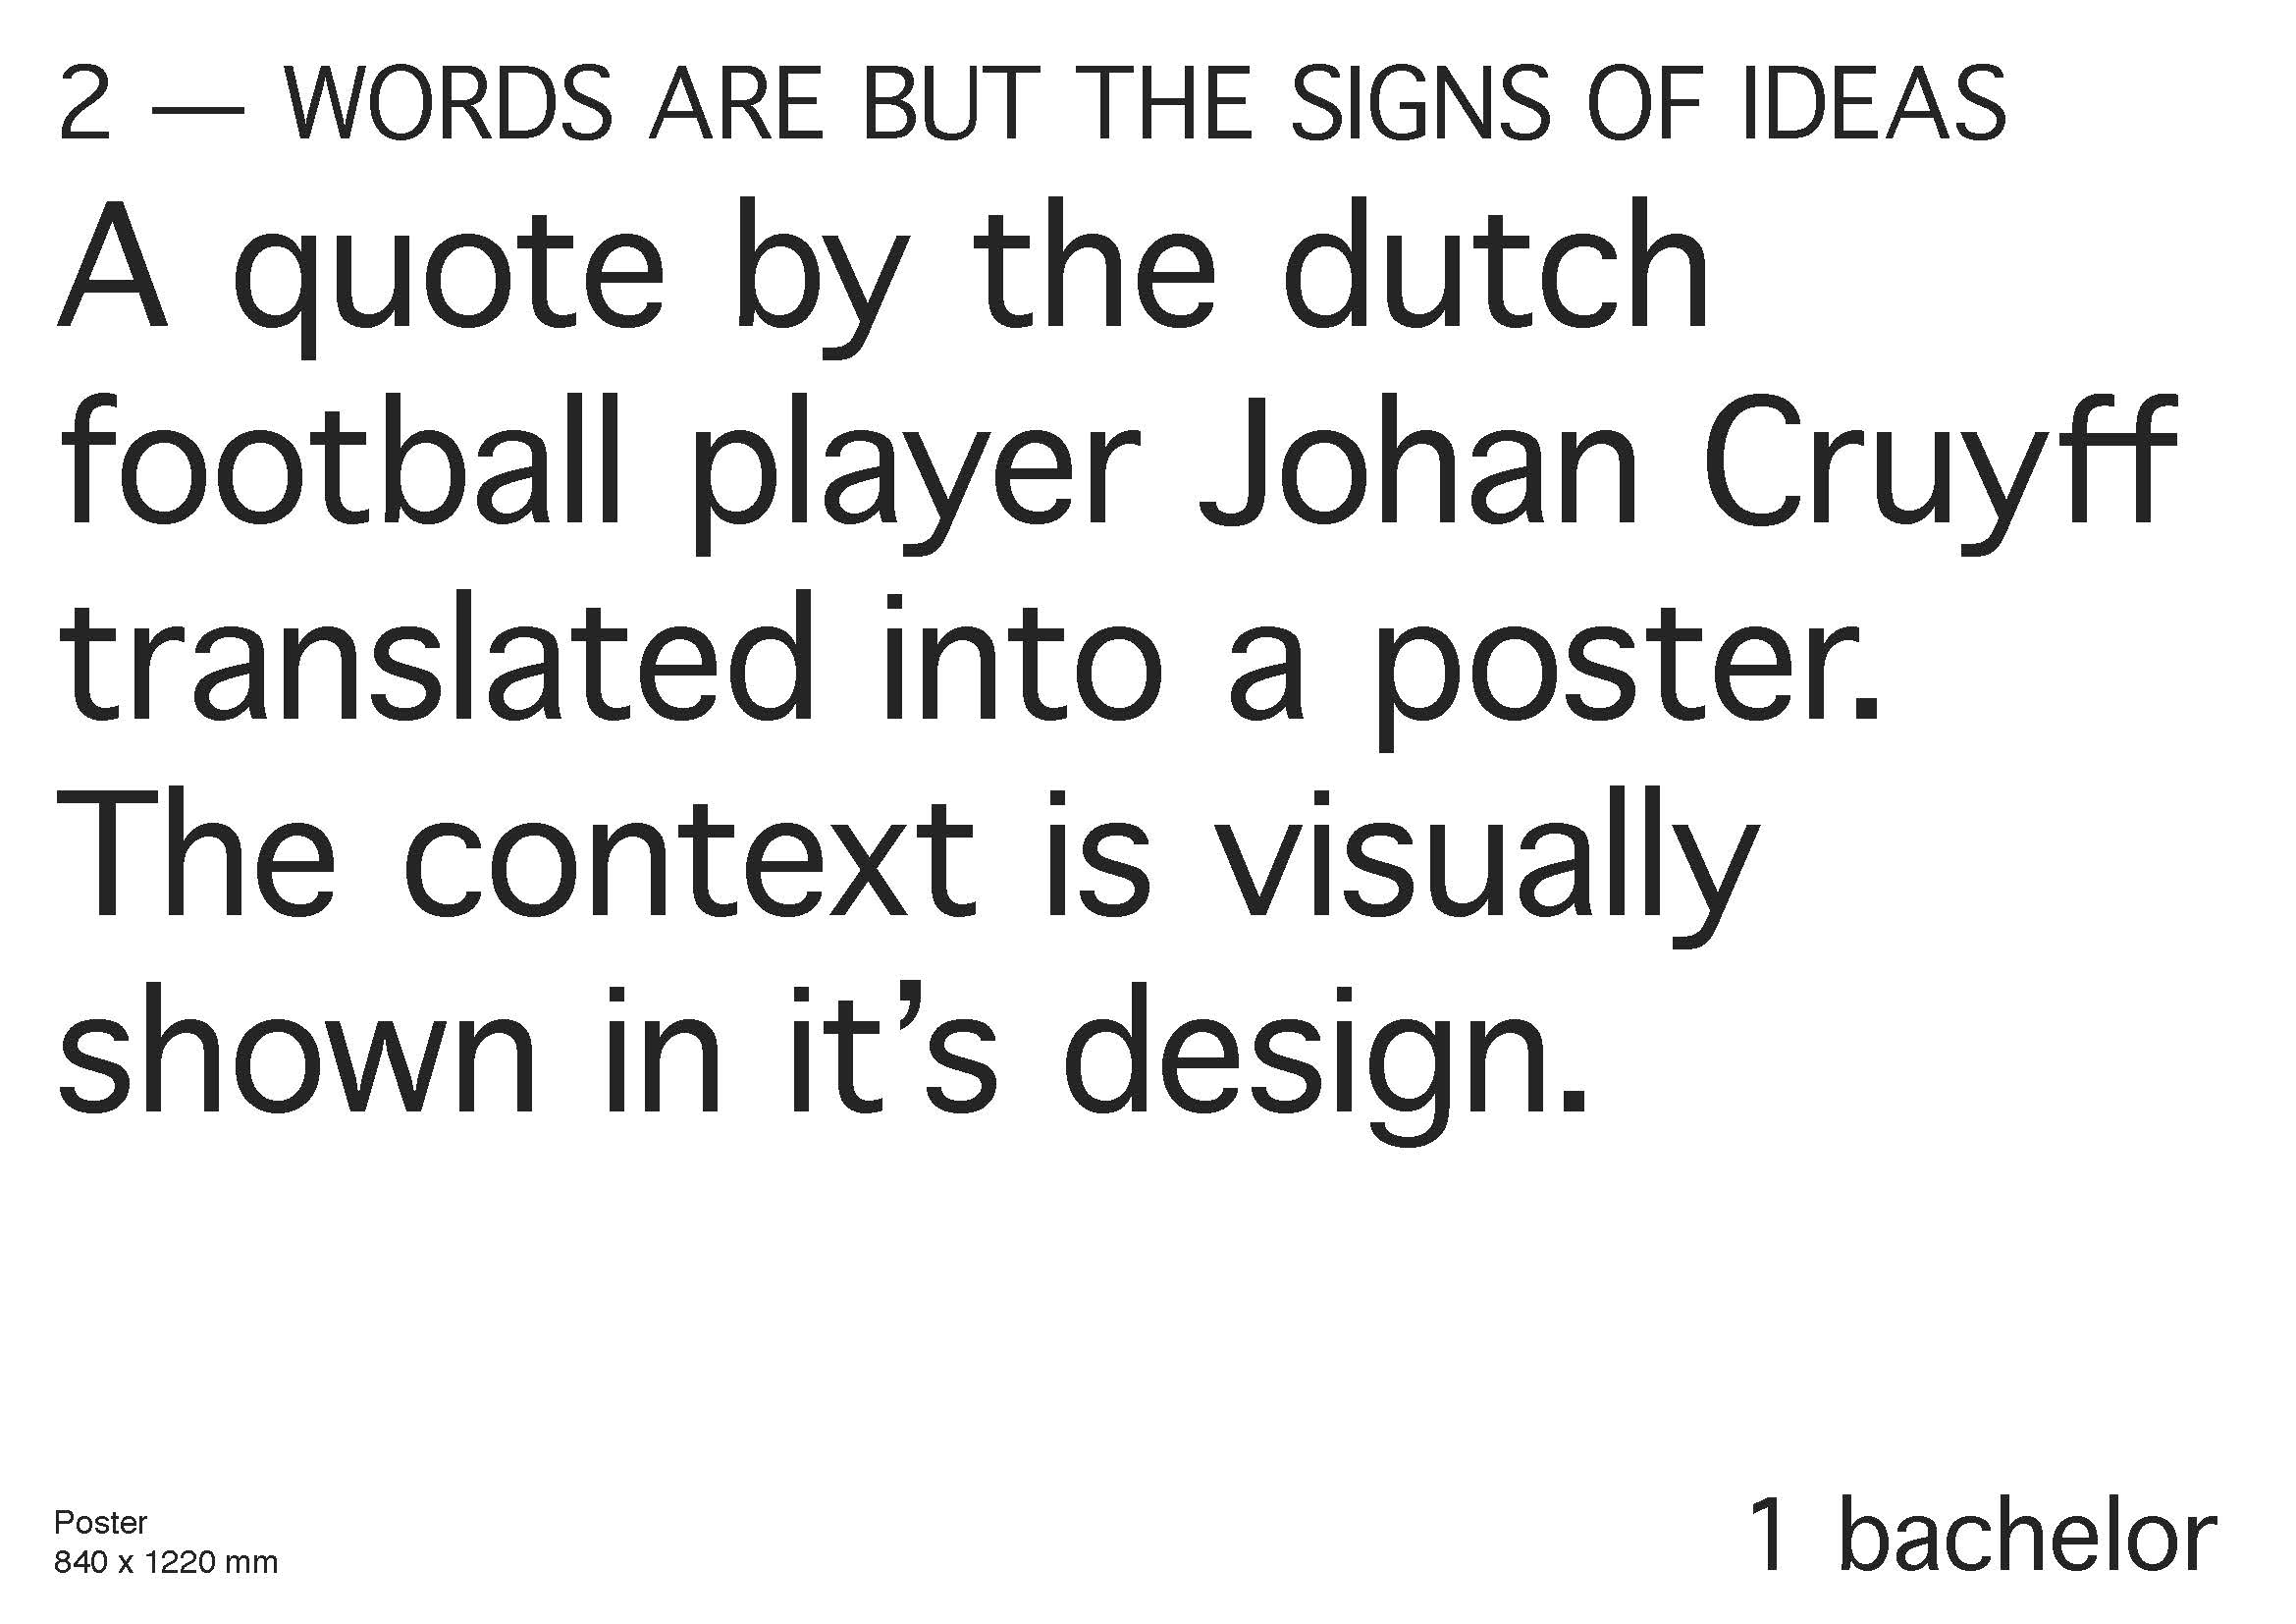 2 — WORDS ARE BUT THE SIGNS OF IDEAS
A quote by the dutch
football player Johan Cruyff
translated into a poster.
The context is visually
shown in it’s design.
Poster
840 x 1220 mm
1 bachelor